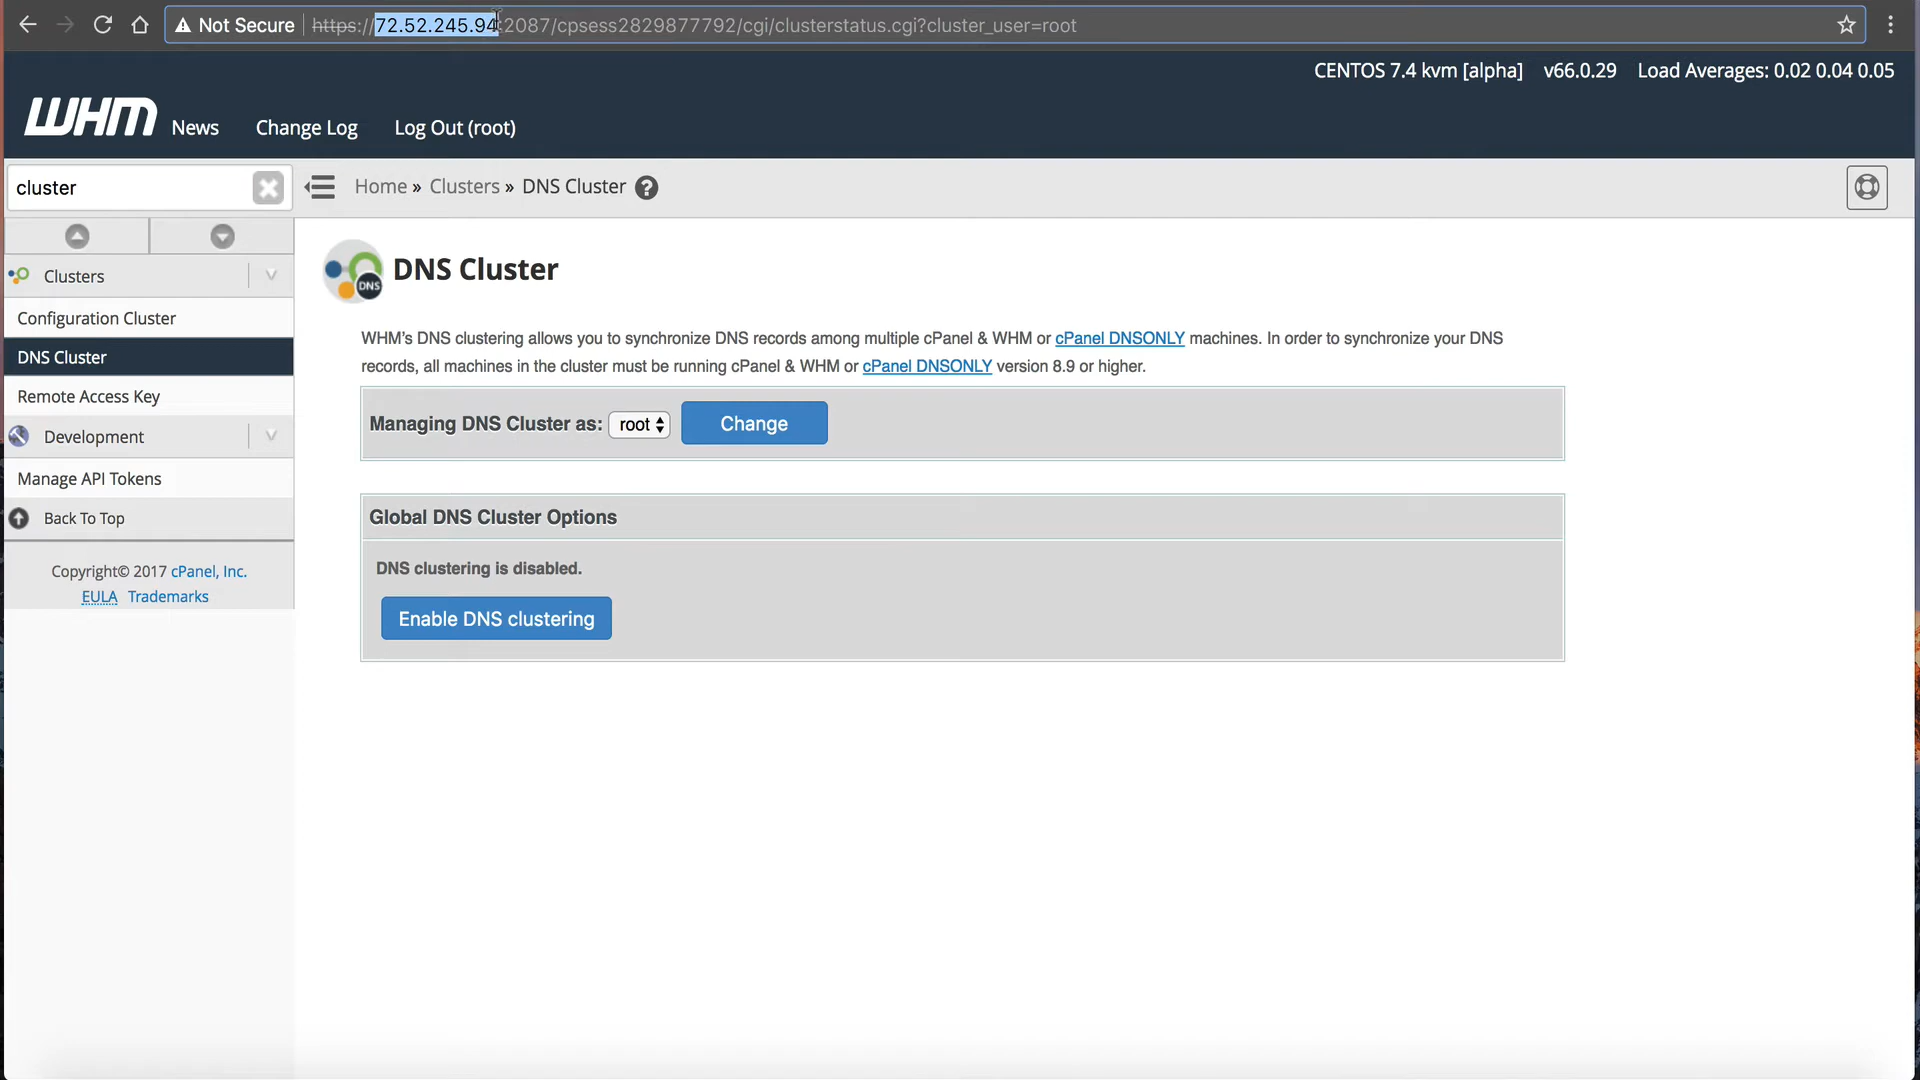 Not Secure | https://72.52.245.94:2087/cpsess2829877792/cgi/clusterstatus.cgi?cluster_user=root
CENTOS 7.4 kvm [alpha] v66.0.29 Load Averages: 0.02 0.04 0.05
WHM News Change Log Log Out (root)
cluster
Home » Clusters » DNS Cluster ?
Clusters
Configuration Cluster
DNS Cluster
Remote Access Key
Development
Manage API Tokens
Back To Top
Copyright© 2017 cPanel, Inc.
EULA Trademarks
DNS
DNS Cluster
WHM's DNS clustering allows you to synchronize DNS records among multiple cPanel & WHM or cPanel DNSONLY machines. In order to synchronize your DNS
records, all machines in the cluster must be running cPanel & WHM or cPanel DNSONLY version 8.9 or higher.
Managing DNS Cluster as: root Change
Global DNS Cluster Options
DNS clustering is disabled.
Enable DNS clustering